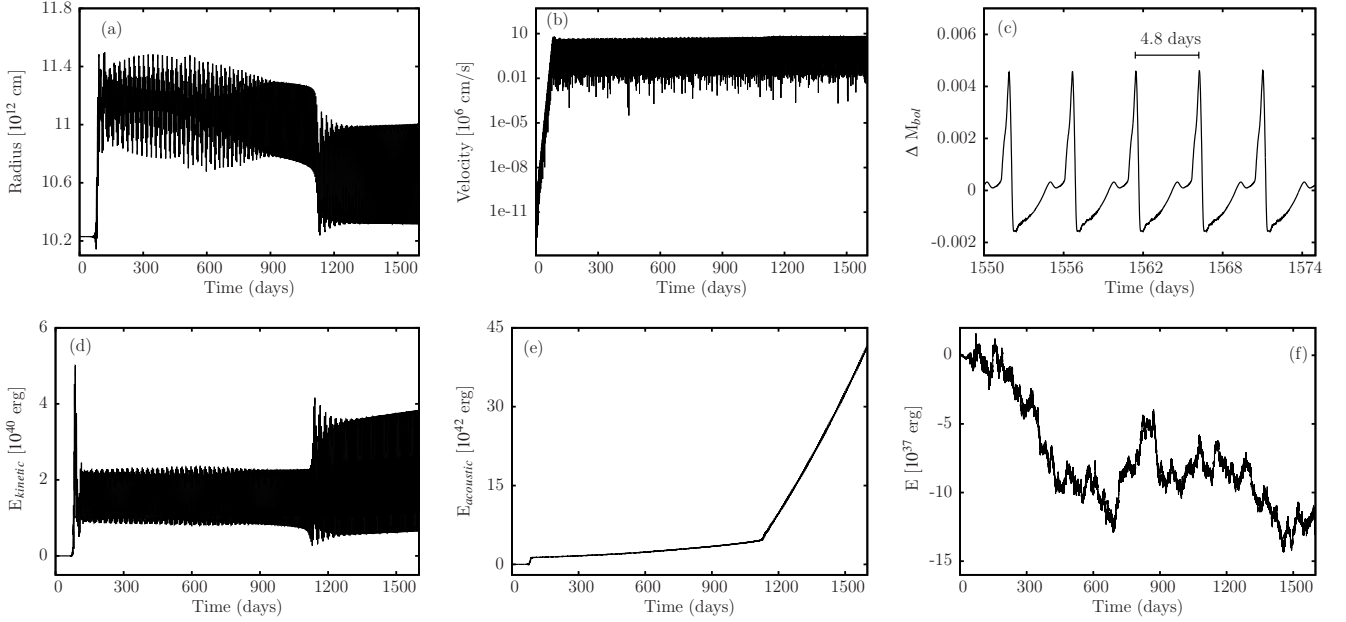 (a)
Radius [10^12 cm]
11.8
11.4
11
10.6
10.2
0 300 600 900 1200 1500
Time (days)
(b)
Velocity [10^6 cm/s]
10
0.01
1e-05
1e-08
1e-11
0 300 600 900 1200 1500
Time (days)
(c)
4.8 days
Δ M_bol
0.006
0.004
0.002
0
-0.002
1550 1556 1562 1568 1574
Time (days)
(d)
E_kinetic [10^40 erg]
6
4
2
0
0 300 600 900 1200 1500
Time (days)
(e)
E_acoustic [10^42 erg]
45
30
15
0
0 300 600 900 1200 1500
Time (days)
(f)
E [10^37 erg]
0
-5
-10
-15
0 300 600 900 1200 1500
Time (days)